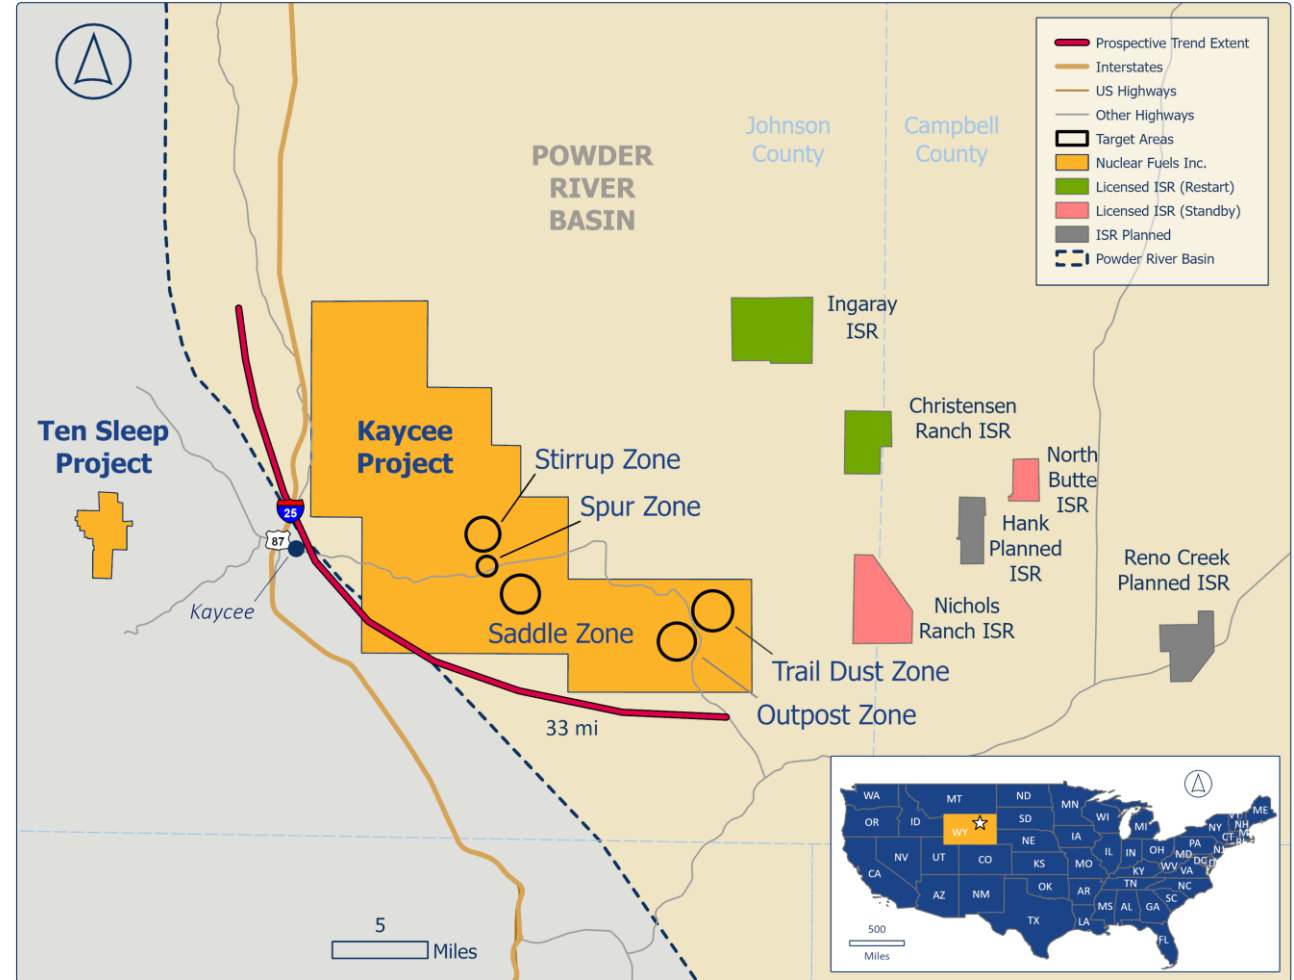 Prospective Trend Extent
Interstates
US Highways
Other Highways
Target Areas
Nuclear Fuels Inc.
Licensed ISR (Restart)
Licensed ISR (Standby)
ISR Planned
Powder River Basin
Johnson
County
Campbell
County
POWDER
RIVER
BASIN
Ingaray
ISR
Christensen
Ranch ISR
North
Butte
ISR
Hank
Planned
ISR
Reno Creek
Planned ISR
Nichols
Ranch ISR
Ten Sleep
Project
Kaycee
Project
Stirrup Zone
Spur Zone
Saddle Zone
Trail Dust Zone
Outpost Zone
25
87
Kaycee
33 mi
5
Miles
WA
MT
ND
MN
OR
ID
WY
SD
WI
MI
NY
VT
NH
ME
NV
UT
CO
NE
IA
IL
IN
OH
PA
CT
NJ
CA
KS
MO
KY
WV
VA
MD
DC
AZ
NM
OK
AR
TN
NC
SC
TX
LA
MS
AL
GA
FL
500
Miles